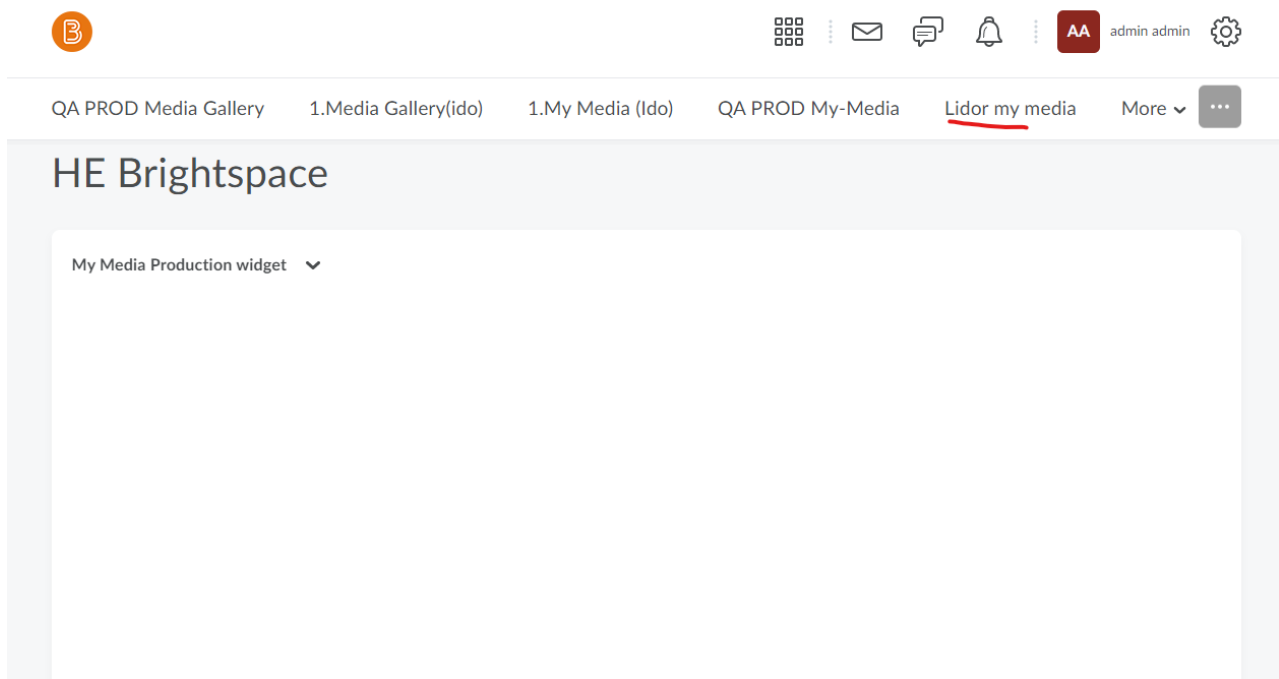 B
AA admin admin
QA PROD Media Gallery 1.Media Gallery(ido) 1.My Media (Ido) QA PROD My-Media Lidor my media More
HE Brightspace
My Media Production widget